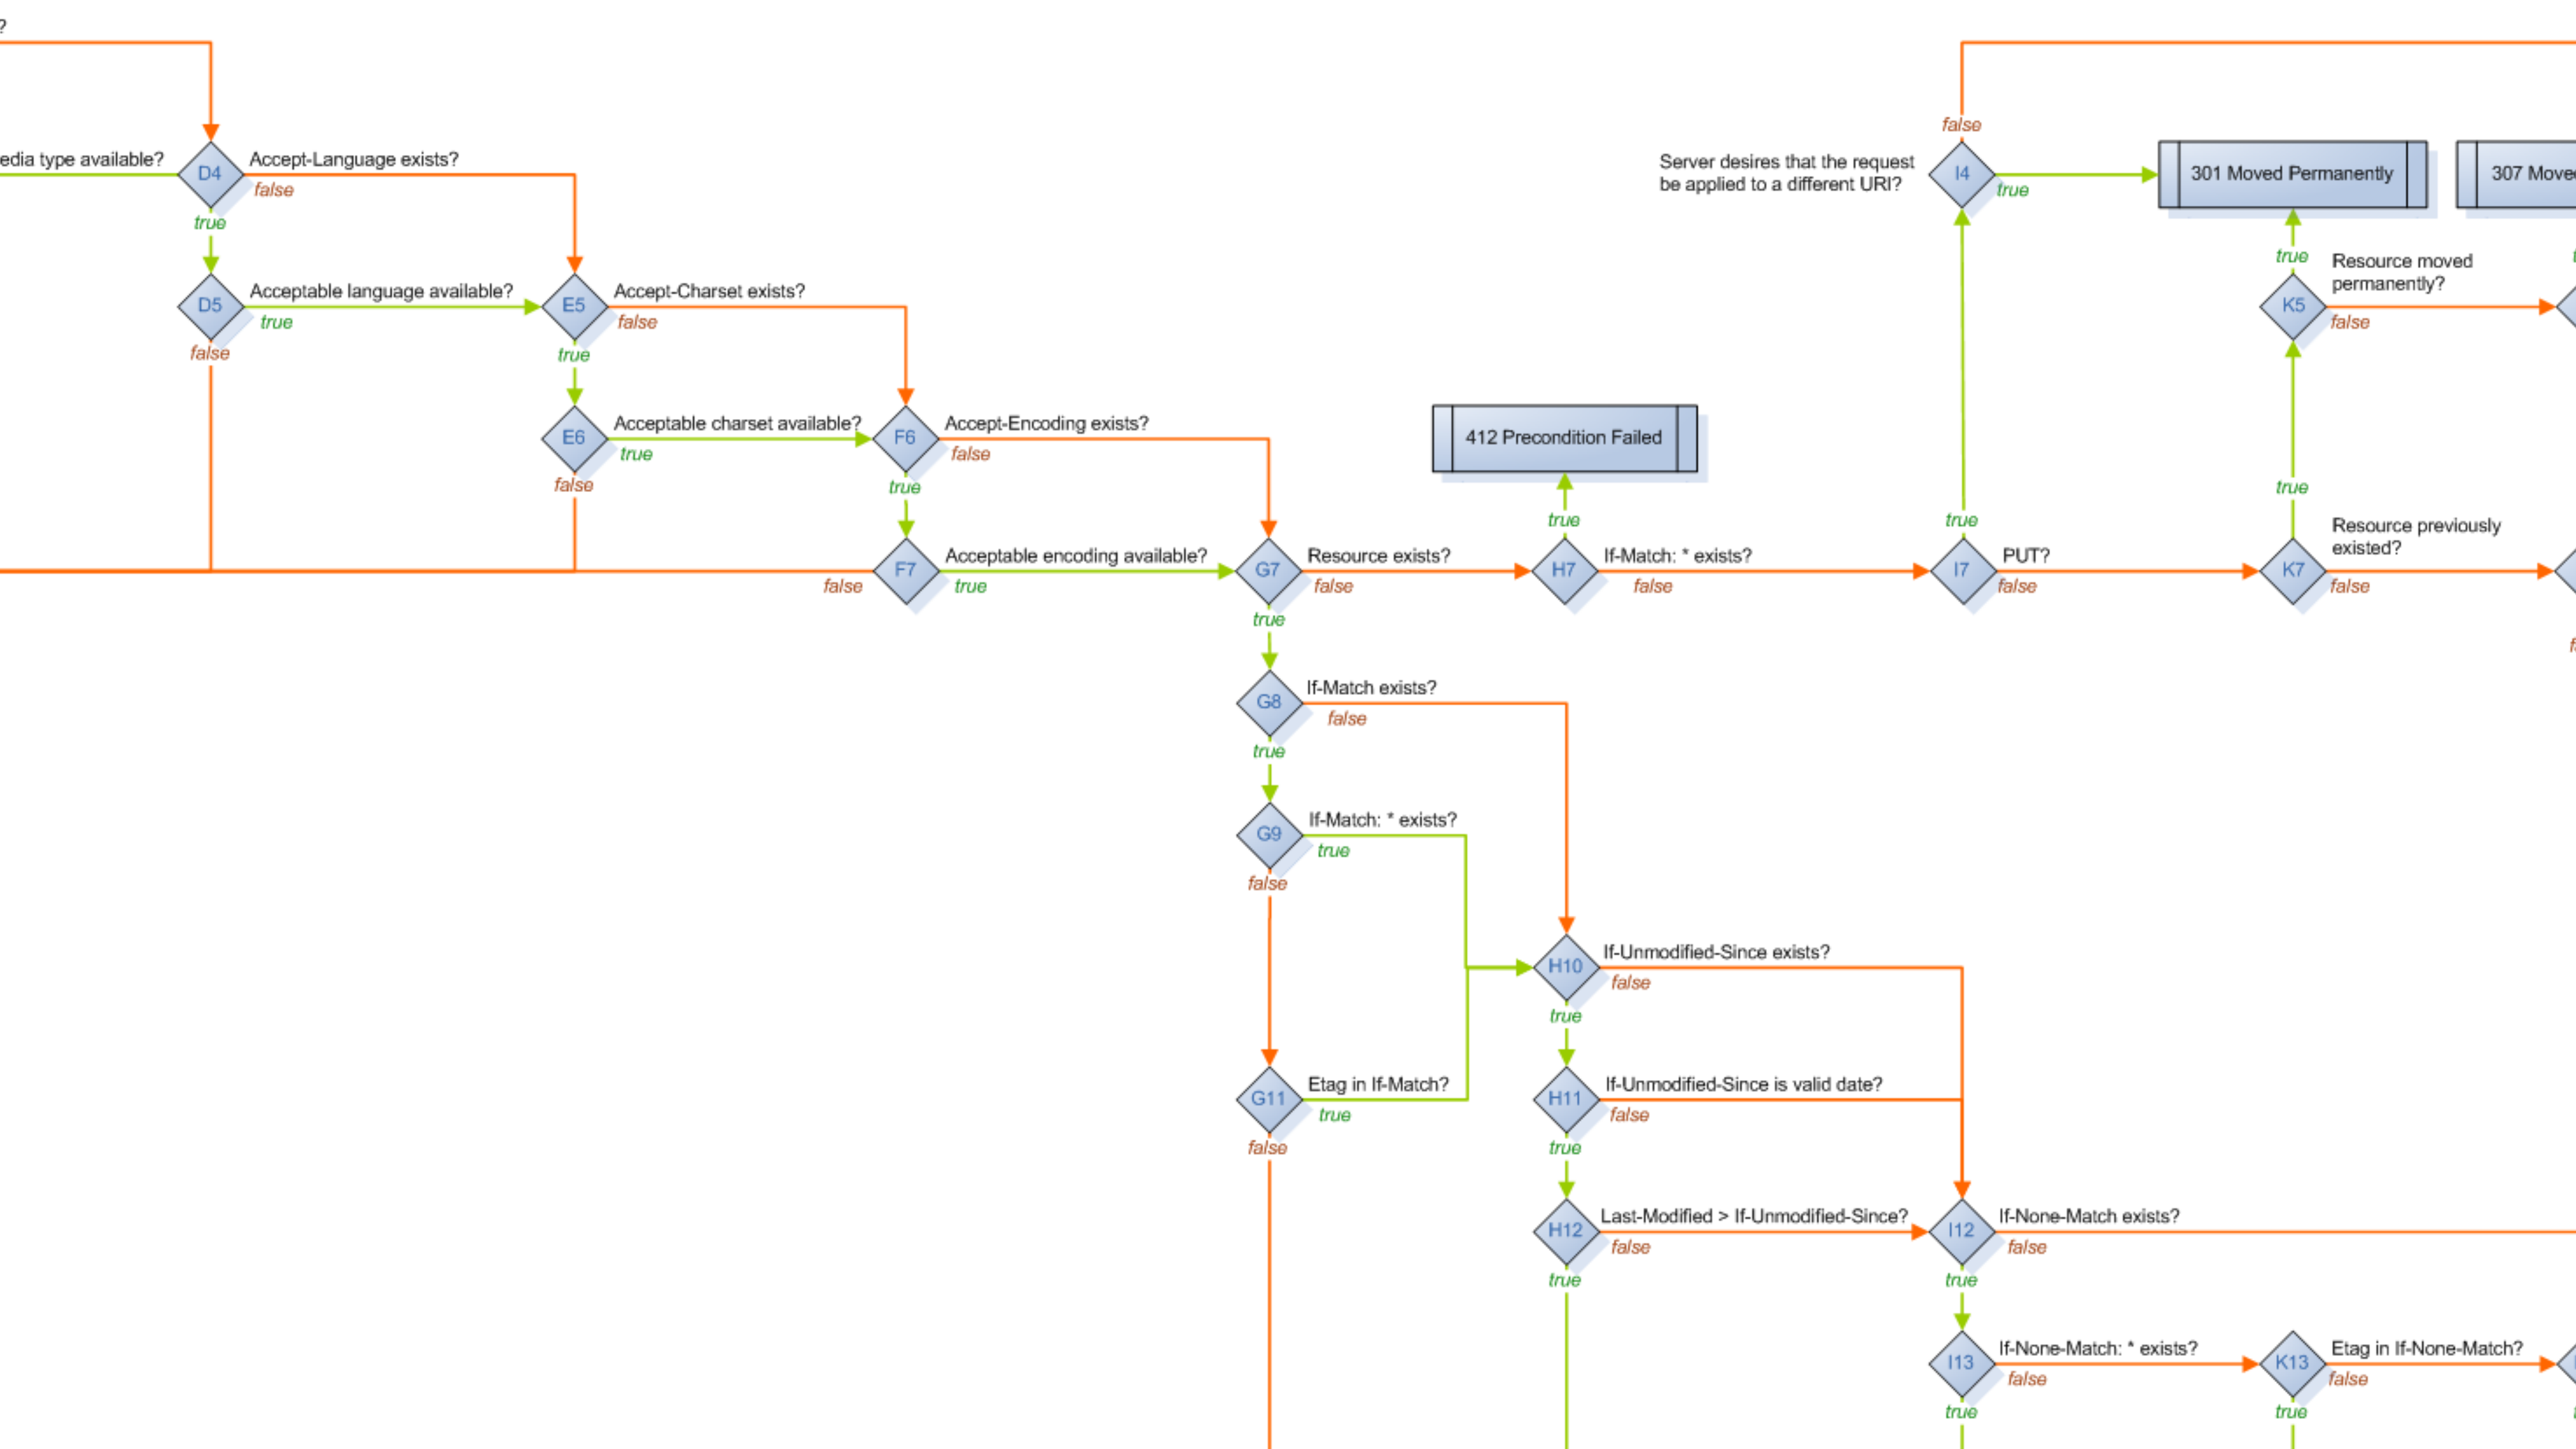 ?
false
edia type available?
D4
Accept-Language exists?
false
true
Server desires that the request
be applied to a different URI?
I4
true
301 Moved Permanently
307 Move
true
D5
Acceptable language available?
true
false
E5
Accept-Charset exists?
false
true
Resource moved
permanently?
K5
false
E6
Acceptable charset available?
true
false
F6
Accept-Encoding exists?
false
true
412 Precondition Failed
true
true
true
F7
false
Acceptable encoding available?
true
G7
Resource exists?
false
true
H7
If-Match: * exists?
false
I7
PUT?
false
K7
Resource previously
existed?
false
G8
If-Match exists?
false
true
G9
If-Match: * exists?
true
false
H10
If-Unmodified-Since exists?
false
true
G11
Etag in If-Match?
true
false
H11
If-Unmodified-Since is valid date?
false
true
H12
Last-Modified > If-Unmodified-Since?
false
true
I12
If-None-Match exists?
false
true
I13
If-None-Match: * exists?
false
true
K13
Etag in If-None-Match?
false
true